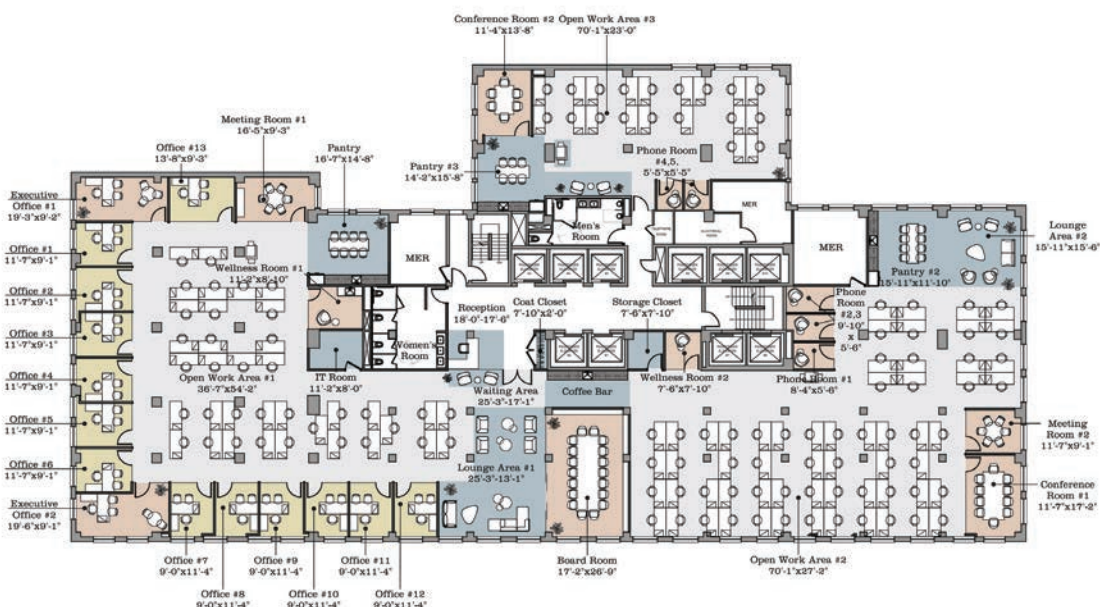 Conference Room #2
11'-4"x13'-8"
Open Work Area #3
70'-1"x23'-0"
Meeting Room #1
16'-5"x9'-3"
Office #13
13'-8"x9'-3"
Pantry
16'-7"x14'-8"
Pantry #3
14'-2"x15'-8"
Phone Room
#4,5,
5'-5"x5'-5"
Executive
Office #1
19'-3"x9'-2"
Men's
Room
MER
MER
MER
Lounge
Area #2
15'-11"x15'-6"
Office #1
11'-7"x9'-1"
Wellness Room #1
11'-2"x8'-10"
Pantry #2
15'-11"x11'-10"
Office #2
11'-7"x9'-1"
Reception
18'-0"-17'-6"
Coat Closet
7'-10"x2'-0"
Storage Closet
7'-6"x7'-10"
Phone
Room
#2,3
9'-10"
x
5'-6"
Office #3
11'-7"x9'-1"
Women's
Room
Office #4
11'-7"x9'-1"
Open Work Area #1
36'-7"x54'-2"
IT Room
11'-2"x8'-0"
Waiting Area
25'-3"-17'-1"
Coffee Bar
Wellness Room #2
7'-6"x7'-10"
Phone Room #1
8'-4"x5'-6"
Office #5
11'-7"x9'-1"
Meeting
Room #2
11'-7"x9'-1"
Office #6
11'-7"x9'-1"
Lounge Area #1
25'-3"-13'-1"
Conference
Room #1
11'-7"x17'-2"
Executive
Office #2
19'-6"x9'-1"
Office #7
9'-0"x11'-4"
Office #9
9'-0"x11'-4"
Office #11
9'-0"x11'-4"
Board Room
17'-2"x26'-9"
Open Work Area #2
70'-1"x27'-2"
Office #8
9'-0"x11'-4"
Office #10
9'-0"x11'-4"
Office #12
9'-0"x11'-4"